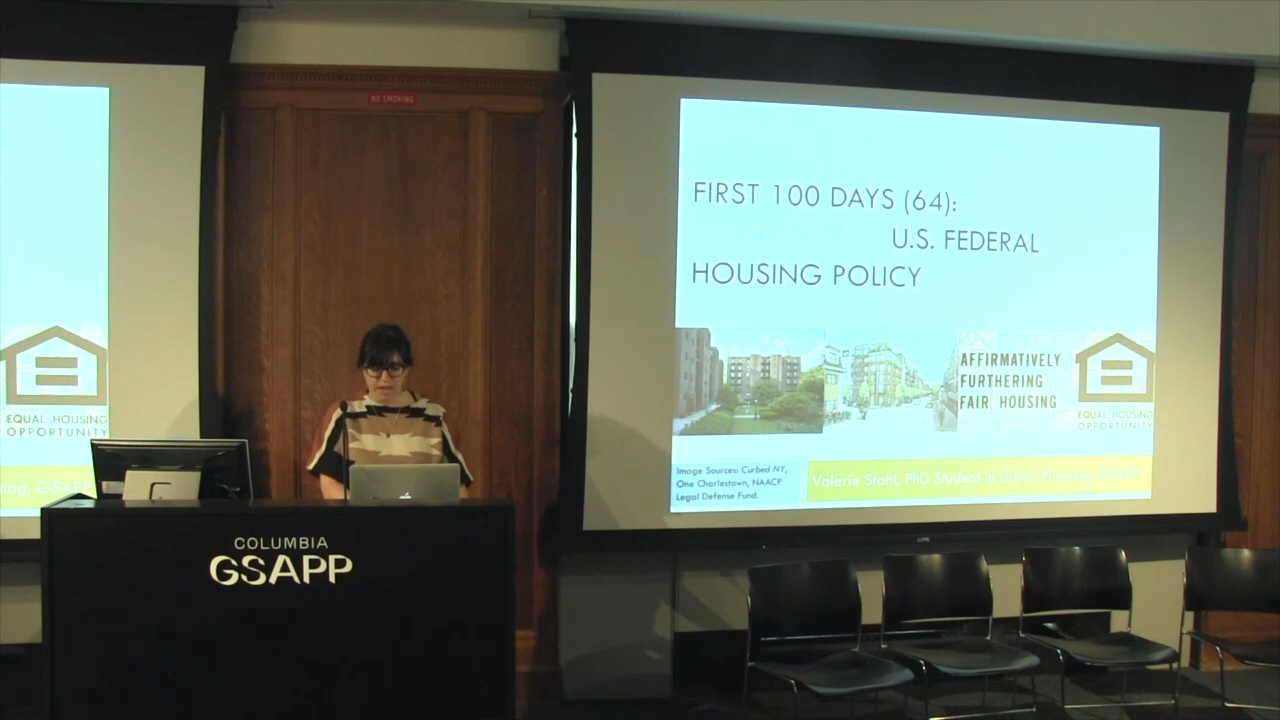 NO SMOKING
FIRST 100 DAYS (64):
U.S. FEDERAL
HOUSING POLICY
AFFIRMATIVELY
FURTHERING
FAIR HOUSING
EQUAL HOUSING
OPPORTUNITY
Image Sources: Curbed NY,
One Charlestown, NAACP
Legal Defense Fund.
Valerie Stahl, PhD Student in Urban Planning,
EQUAL HOUSING
OPPORTUNITY
ing, GSAPP
COLUMBIA
GSAPP